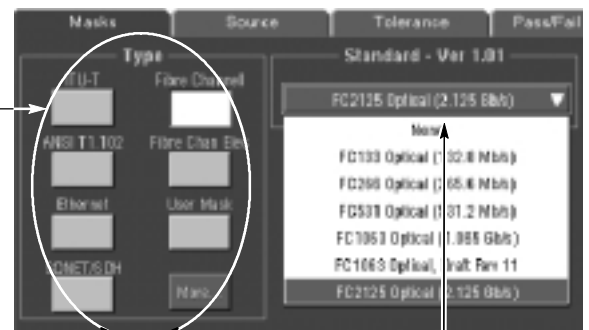 Masks Source Tolerance Pass/Fail
Type
ITU-T Fibre Channel
ANSI T1.102 Fibre Chan Elec
Ethernet User Mask
SONET/SDH More...
Standard - Ver 1.01
FC2125 Optical (2.125 Gb/s)
None
FC133 Optical (132.8 Mb/s)
FC266 Optical (265.6 Mb/s)
FC531 Optical (531.2 Mb/s)
FC1063 Optical (1.065 Gb/s)
FC1063 Optical, Draft Rev 11
FC2125 Optical (2.125 Gb/s)